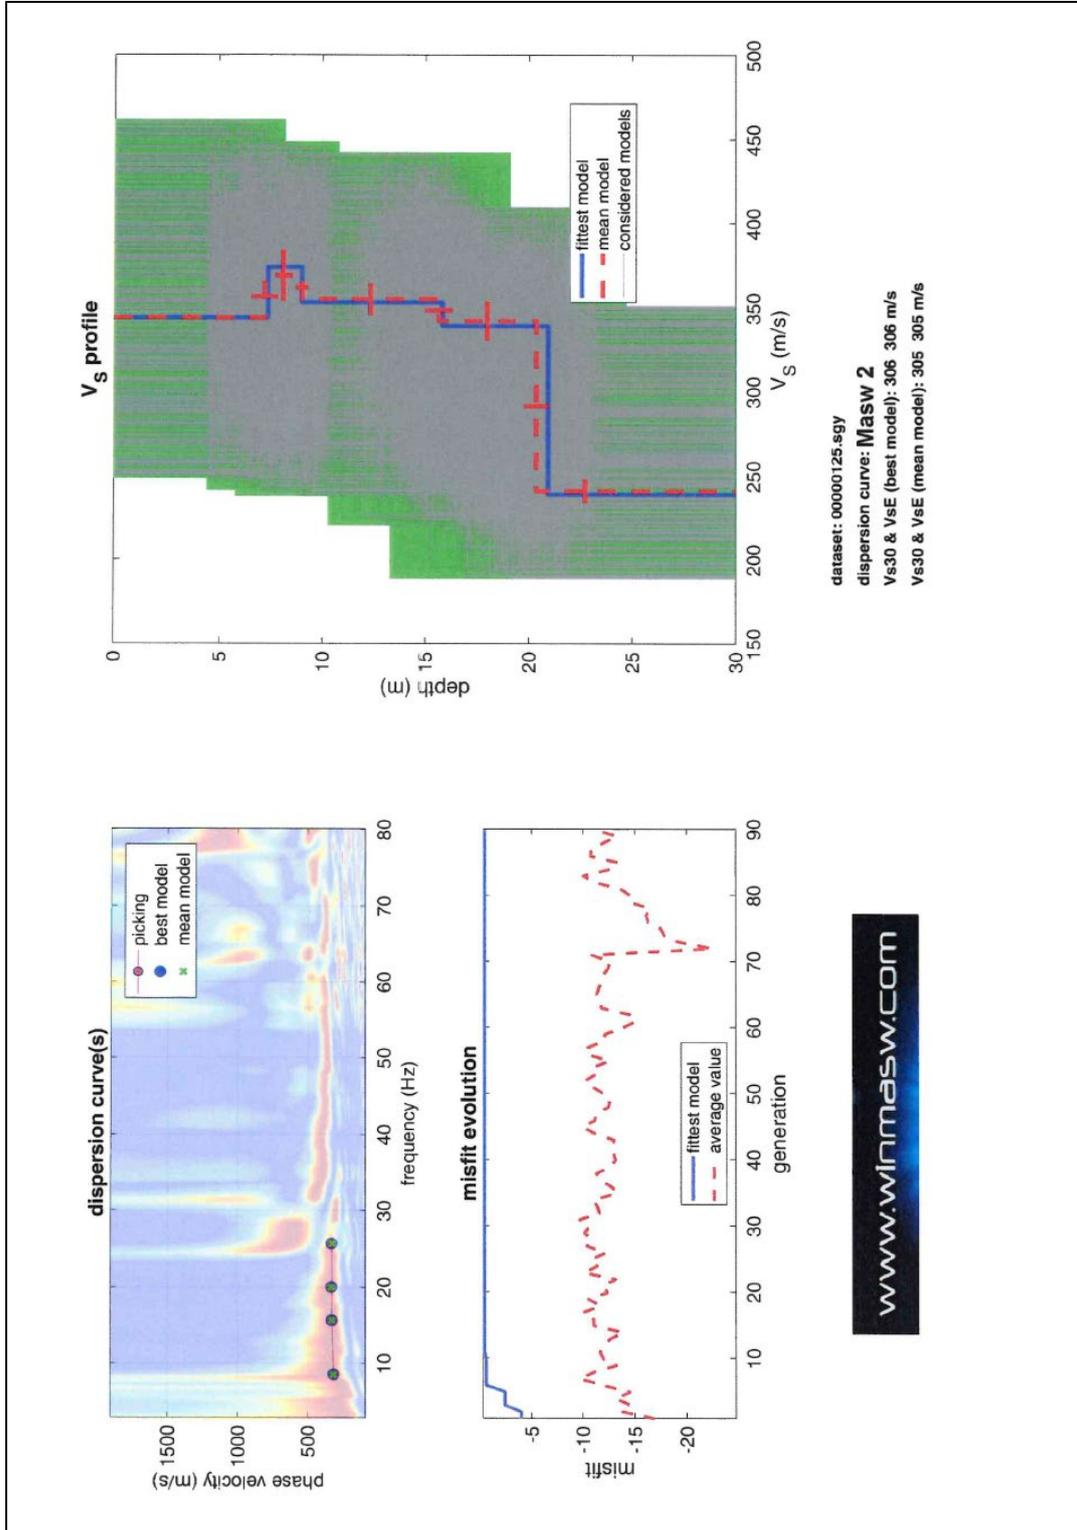 dispersion curve(s)
picking
best model
mean model
1500
1000
500
phase velocity (m/s)
10
20
30
40
50
60
70
80
frequency (Hz)
misfit evolution
fittest model
average value
-5
-10
-15
-20
misfit
10
20
30
40
50
60
70
80
90
generation
www.winmasw.com
VS profile
fittest model
mean model
considered models
0
5
10
15
20
25
30
depth (m)
150
200
250
300
350
400
450
500
VS (m/s)
dataset: 00000125.sgy
dispersion curve: Masw 2
Vs30 & VsE (best model): 306 306 m/s
Vs30 & VsE (mean model): 305 305 m/s